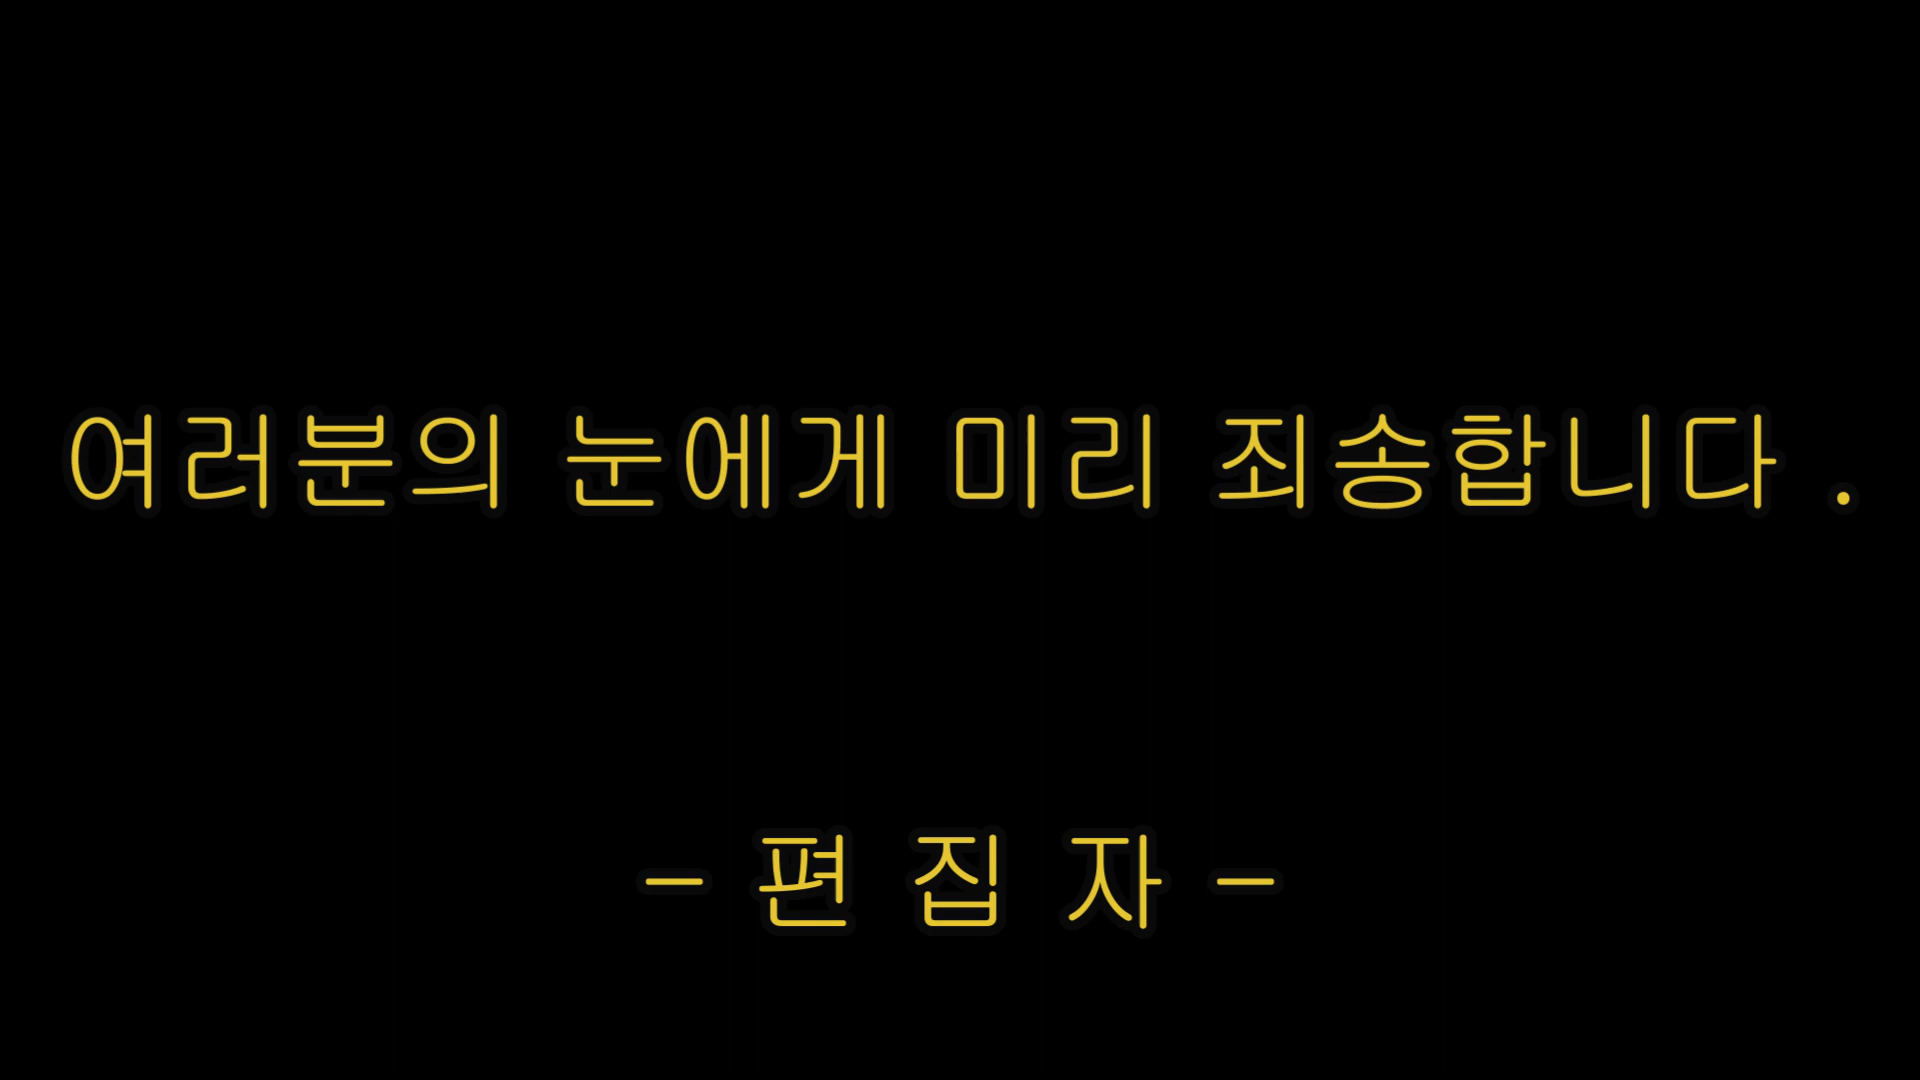 여러분의 눈에게 미리 죄송합니다 .
– 편 집 자 –